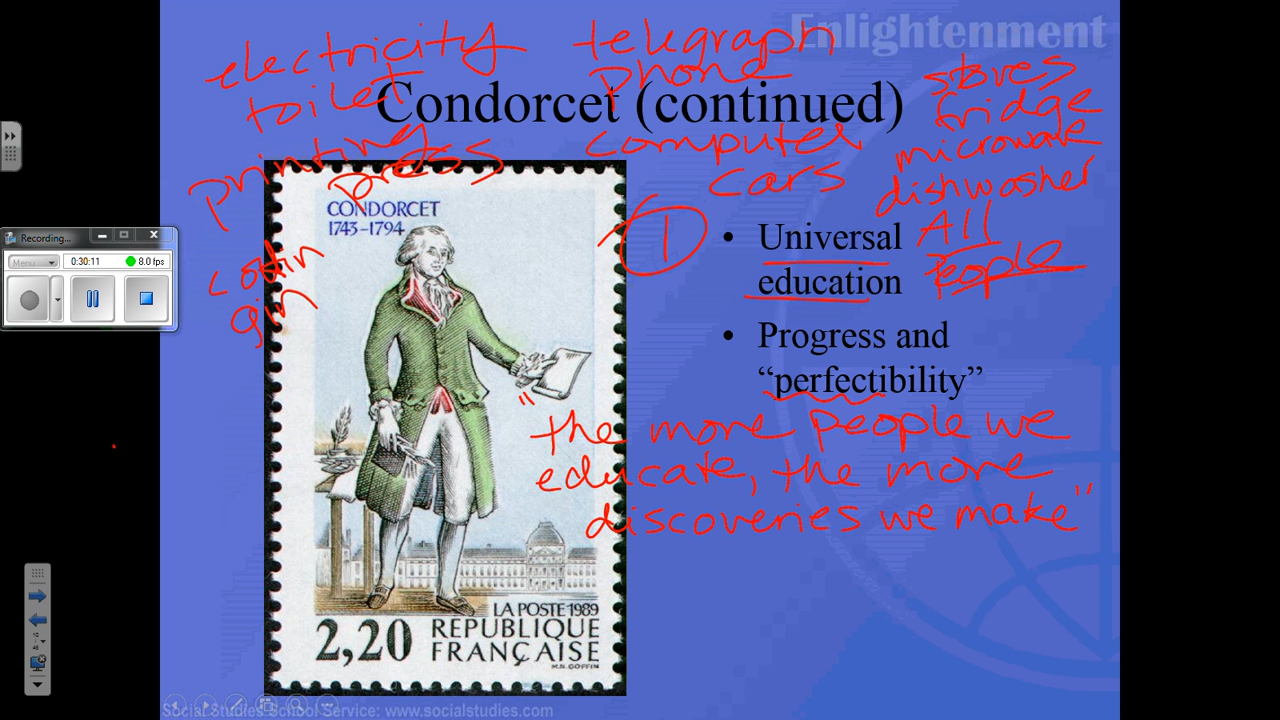 Enlightenment
electricity
telegraph
toilet
phone
stoves
fridge
Condorcet (continued)
printing
press
computer
microwave
cars
dishwasher
CONDORCET
1743-1794
1
• Universal
education
All
People
cotton
gin
Recording...
Menu
0:30:11
8.0 fps
• Progress and
“perfectibility”
"the more people we
educate, the more
discoveries we make"
LA POSTE 1989
2,20
REPUBLIQUE
FRANÇAISE
M.N. GOFFIN
Social Studies School Service: www.socialstudies.com